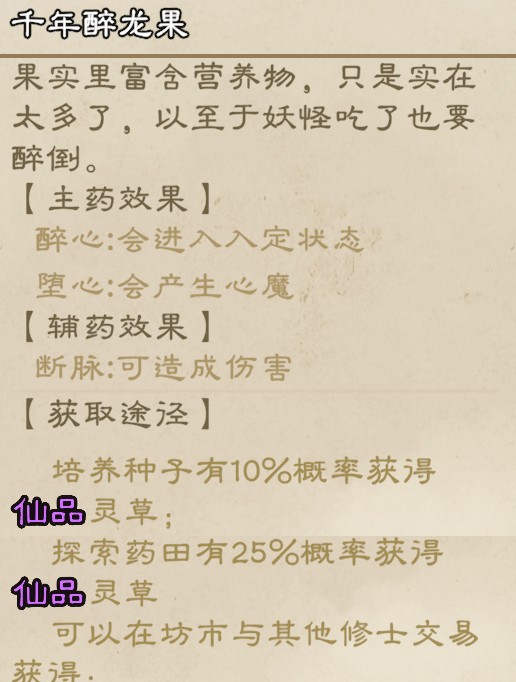 千年醉龙果
果实里富含营养物，只是实在
太多了，以至于妖怪吃了也要
醉倒。
【主药效果】
醉心:会进入入定状态
堕心:会产生心魔
【辅药效果】
断脉:可造成伤害
【获取途径】
培养种子有10%概率获得
仙品灵草;
探索药田有25%概率获得
仙品灵草
可以在坊市与其他修士交易
获得;